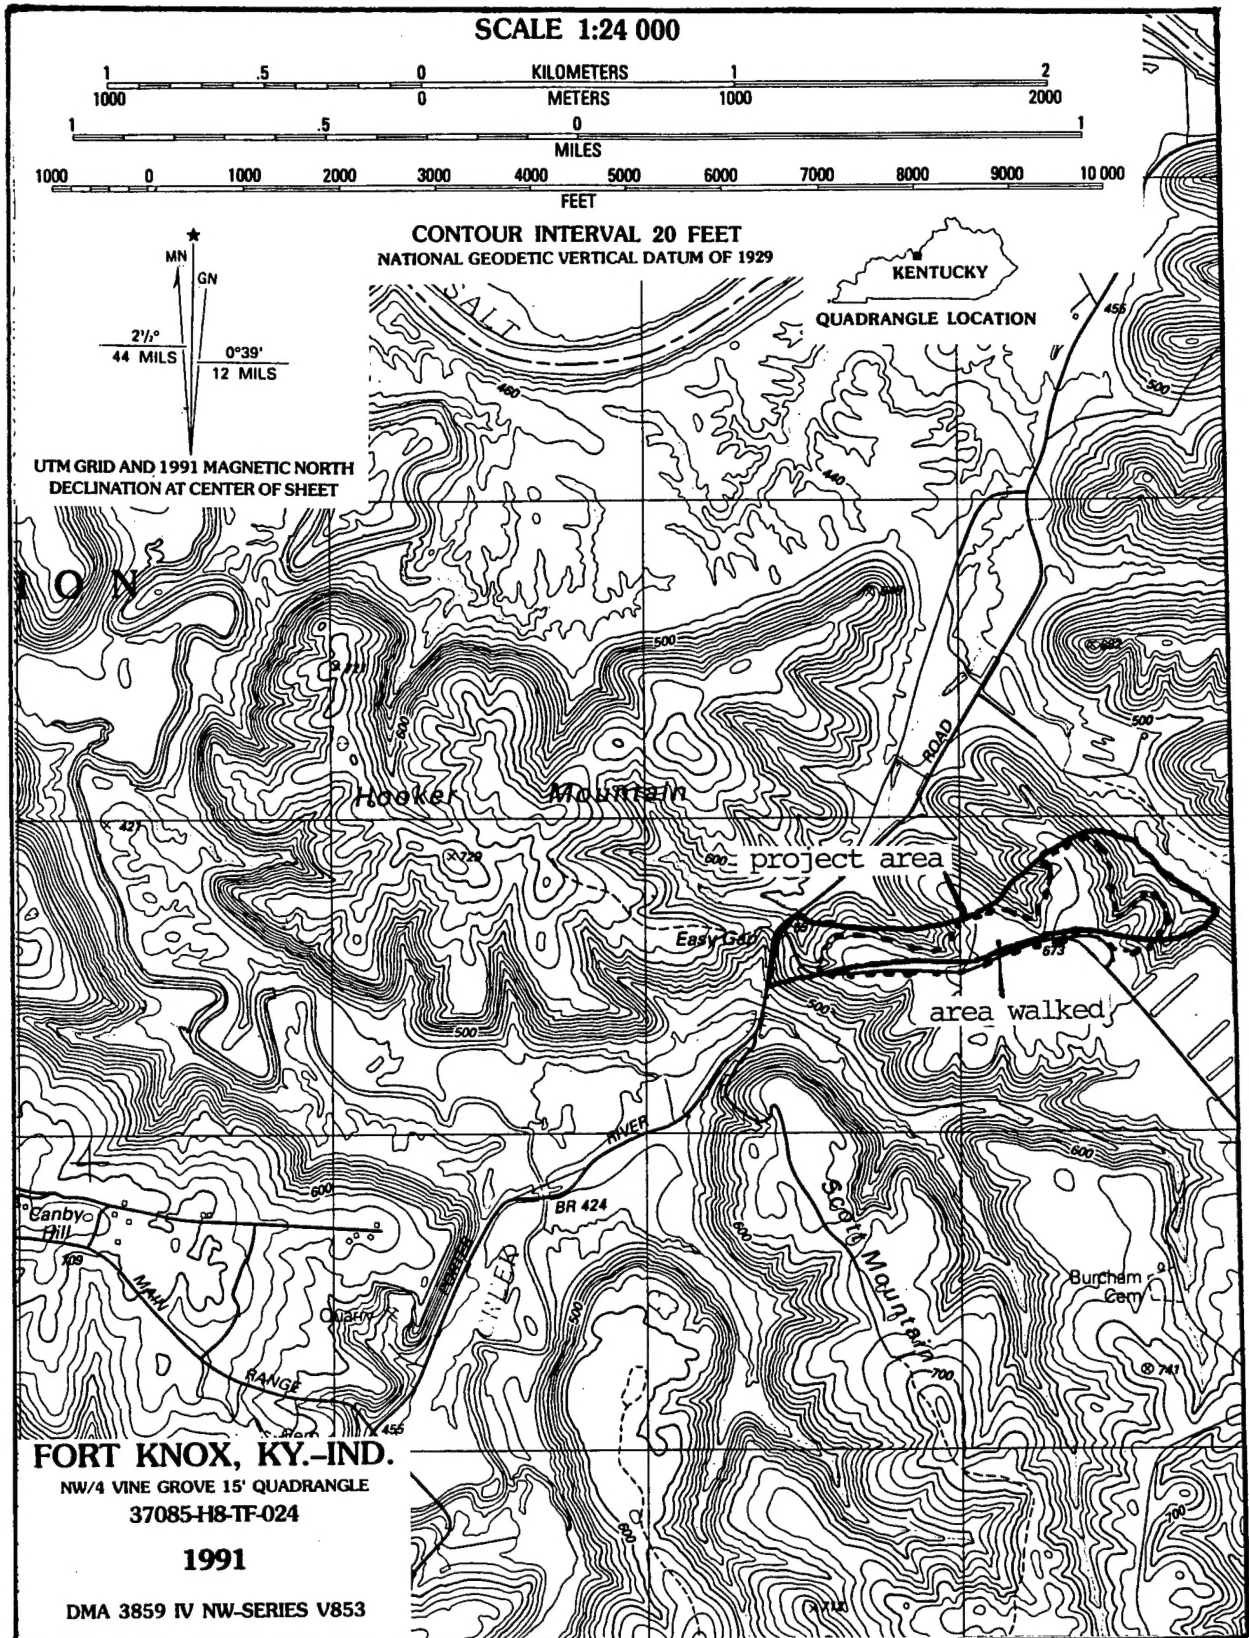 SCALE 1:24 000
1 .5 0 KILOMETERS 1 2
1000 0 METERS 1000 2000
1 .5 0 1
MILES
1000 0 1000 2000 3000 4000 5000 6000 7000 8000 9000 10 000
FEET
CONTOUR INTERVAL 20 FEET
NATIONAL GEODETIC VERTICAL DATUM OF 1929
MN
GN
2½°
44 MILS
0°39'
12 MILS
UTM GRID AND 1991 MAGNETIC NORTH
DECLINATION AT CENTER OF SHEET
KENTUCKY
QUADRANGLE LOCATION
SALT
455
460
500
440
I O N
500
692
721
600
500
ROAD
Hooker Mountain
421
729
600
project area
Easy Gap
573
500
area walked
500
RIVER
600
600
BR 424
Canby
Hill
709
MAIN
Scott Mountain
600
Burcham
Cem
500
Quarry
741
700
RANGE
455
FORT KNOX, KY.-IND.
NW/4 VINE GROVE 15' QUADRANGLE
37085-H8-TF-024
1991
DMA 3859 IV NW-SERIES V853
600
700